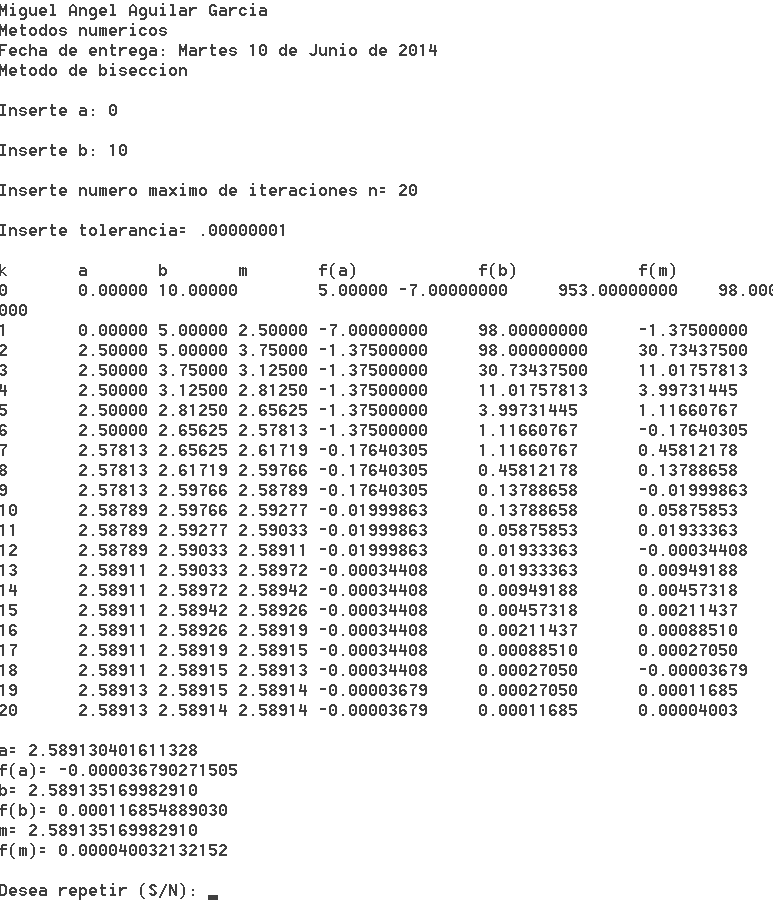 Miguel Angel Aguilar Garcia
Metodos numericos
Fecha de entrega: Martes 10 de Junio de 2014
Metodo de biseccion
Inserte a: 0
Inserte b: 10
Inserte numero maximo de iteraciones n= 20
Inserte tolerancia= .00000001
k a b m f(a) f(b) f(m)
0 0.00000 10.00000 5.00000 -7.00000000 953.00000000 98.000
000
1 0.00000 5.00000 2.50000 -7.00000000 98.00000000 -1.37500000
2 2.50000 5.00000 3.75000 -1.37500000 98.00000000 30.73437500
3 2.50000 3.75000 3.12500 -1.37500000 30.73437500 11.01757813
4 2.50000 3.12500 2.81250 -1.37500000 11.01757813 3.99731445
5 2.50000 2.81250 2.65625 -1.37500000 3.99731445 1.11660767
6 2.50000 2.65625 2.57813 -1.37500000 1.11660767 -0.17640305
7 2.57813 2.65625 2.61719 -0.17640305 1.11660767 0.45812178
8 2.57813 2.61719 2.59766 -0.17640305 0.45812178 0.13788658
9 2.57813 2.59766 2.58789 -0.17640305 0.13788658 -0.01999863
10 2.58789 2.59766 2.59277 -0.01999863 0.13788658 0.05875853
11 2.58789 2.59277 2.59033 -0.01999863 0.05875853 0.01933363
12 2.58789 2.59033 2.58911 -0.01999863 0.01933363 -0.00034408
13 2.58911 2.59033 2.58972 -0.00034408 0.01933363 0.00949188
14 2.58911 2.58972 2.58942 -0.00034408 0.00949188 0.00457318
15 2.58911 2.58942 2.58926 -0.00034408 0.00457318 0.00211437
16 2.58911 2.58926 2.58919 -0.00034408 0.00211437 0.00088510
17 2.58911 2.58919 2.58915 -0.00034408 0.00088510 0.00027050
18 2.58911 2.58915 2.58913 -0.00034408 0.00027050 -0.00003679
19 2.58913 2.58915 2.58914 -0.00003679 0.00027050 0.00011685
20 2.58913 2.58914 2.58914 -0.00003679 0.00011685 0.00004003
a= 2.589130401611328
f(a)= -0.000036790271505
b= 2.589135169982910
f(b)= 0.000116854889030
m= 2.589135169982910
f(m)= 0.000040032132152
Desea repetir (S/N): _